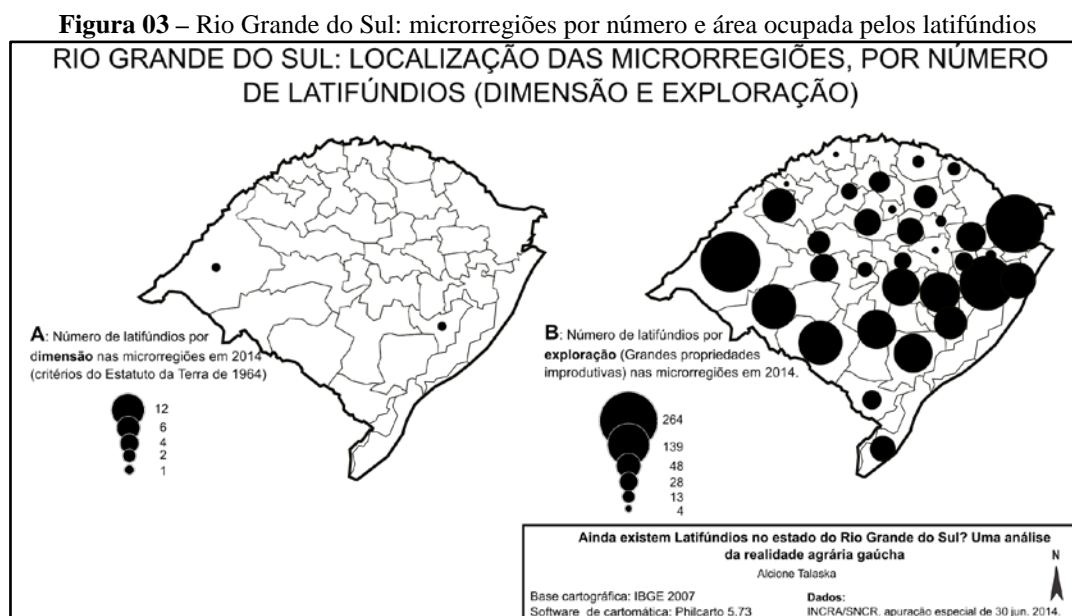 Figura 03 – Rio Grande do Sul: microrregiões por número e área ocupada pelos latifúndios
RIO GRANDE DO SUL: LOCALIZAÇÃO DAS MICRORREGIÕES, POR NÚMERO
DE LATIFÚNDIOS (DIMENSÃO E EXPLORAÇÃO)
A: Número de latifúndios por
dimensão nas microrregiões em 2014
(critérios do Estatuto da Terra de 1964)
12
6
4
2
1
B: Número de latifúndios por
exploração (Grandes propriedades
improdutivas) nas microrregiões em 2014.
264
139
48
28
13
4
Ainda existem Latifúndios no estado do Rio Grande do Sul? Uma análise
da realidade agrária gaúcha
Alcione Talaska
N
Base cartográfica: IBGE 2007
Software de cartomática: Philcarto 5.73
Dados:
INCRA/SNCR, apuração especial de 30 jun. 2014.